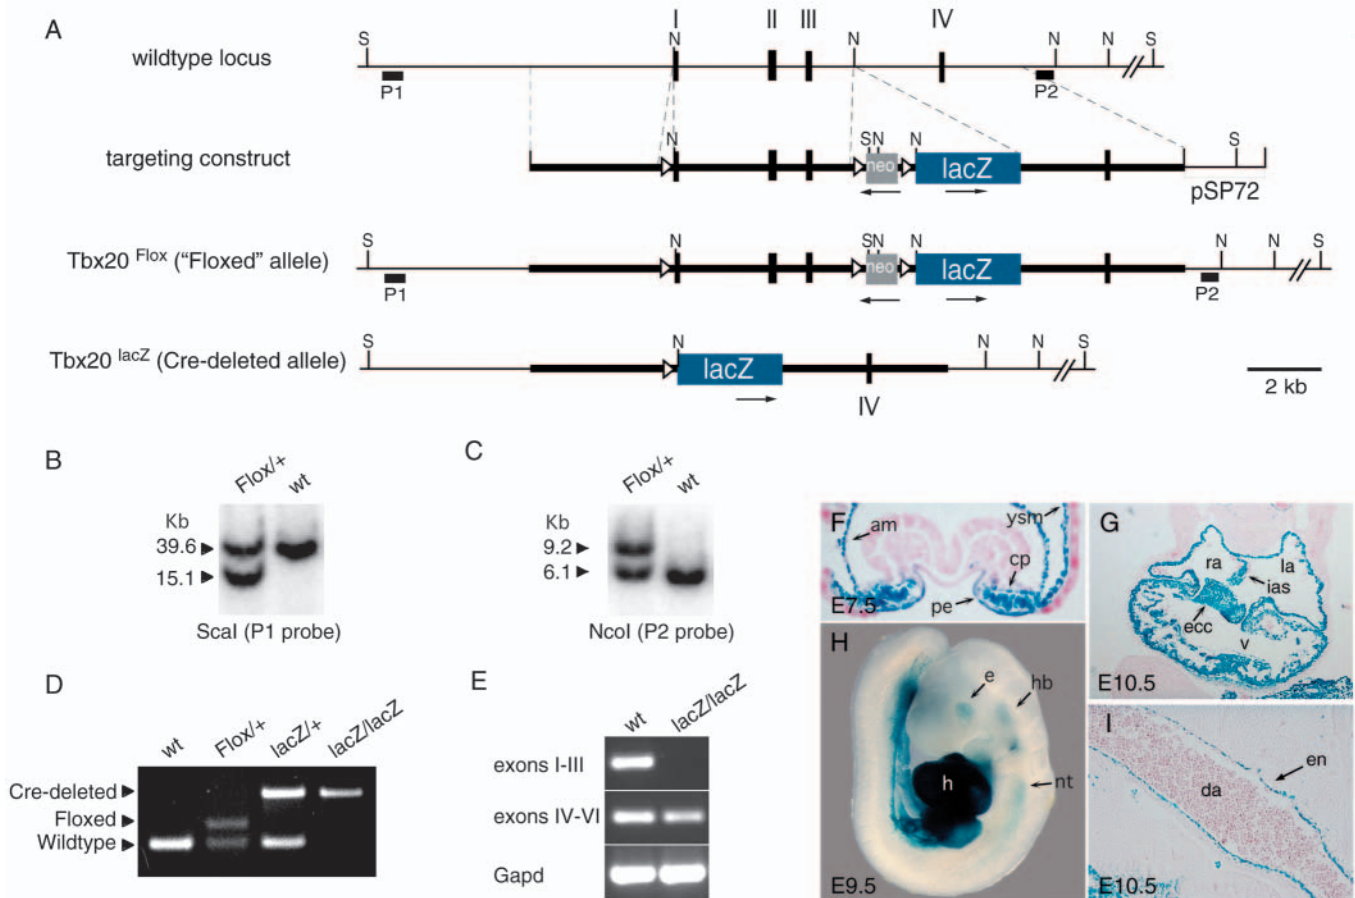 A
I II III IV
S N N N N S
wildtype locus
P1 P2
N S N N S
targeting construct
neo lacZ
pSP72
S N S N N N N S
Tbx20 Flox ("Floxed" allele)
neo lacZ
P1 P2
S N N N S
Tbx20 lacZ (Cre-deleted allele)
lacZ
IV
2 kb
B
Flox/+ wt
Kb
39.6
15.1
ScaI (P1 probe)
C
Flox/+ wt
Kb
9.2
6.1
NcoI (P2 probe)
D
wt Flox/+ lacZ/+ lacZ/lacZ
Cre-deleted
Floxed
Wildtype
E
wt lacZ/lacZ
exons I-III
exons IV-VI
Gapd
F
am
ysm
cp
pe
E7.5
G
ra la
ias
ecc
v
E10.5
H
e hb
h
nt
E9.5
I
en
da
E10.5